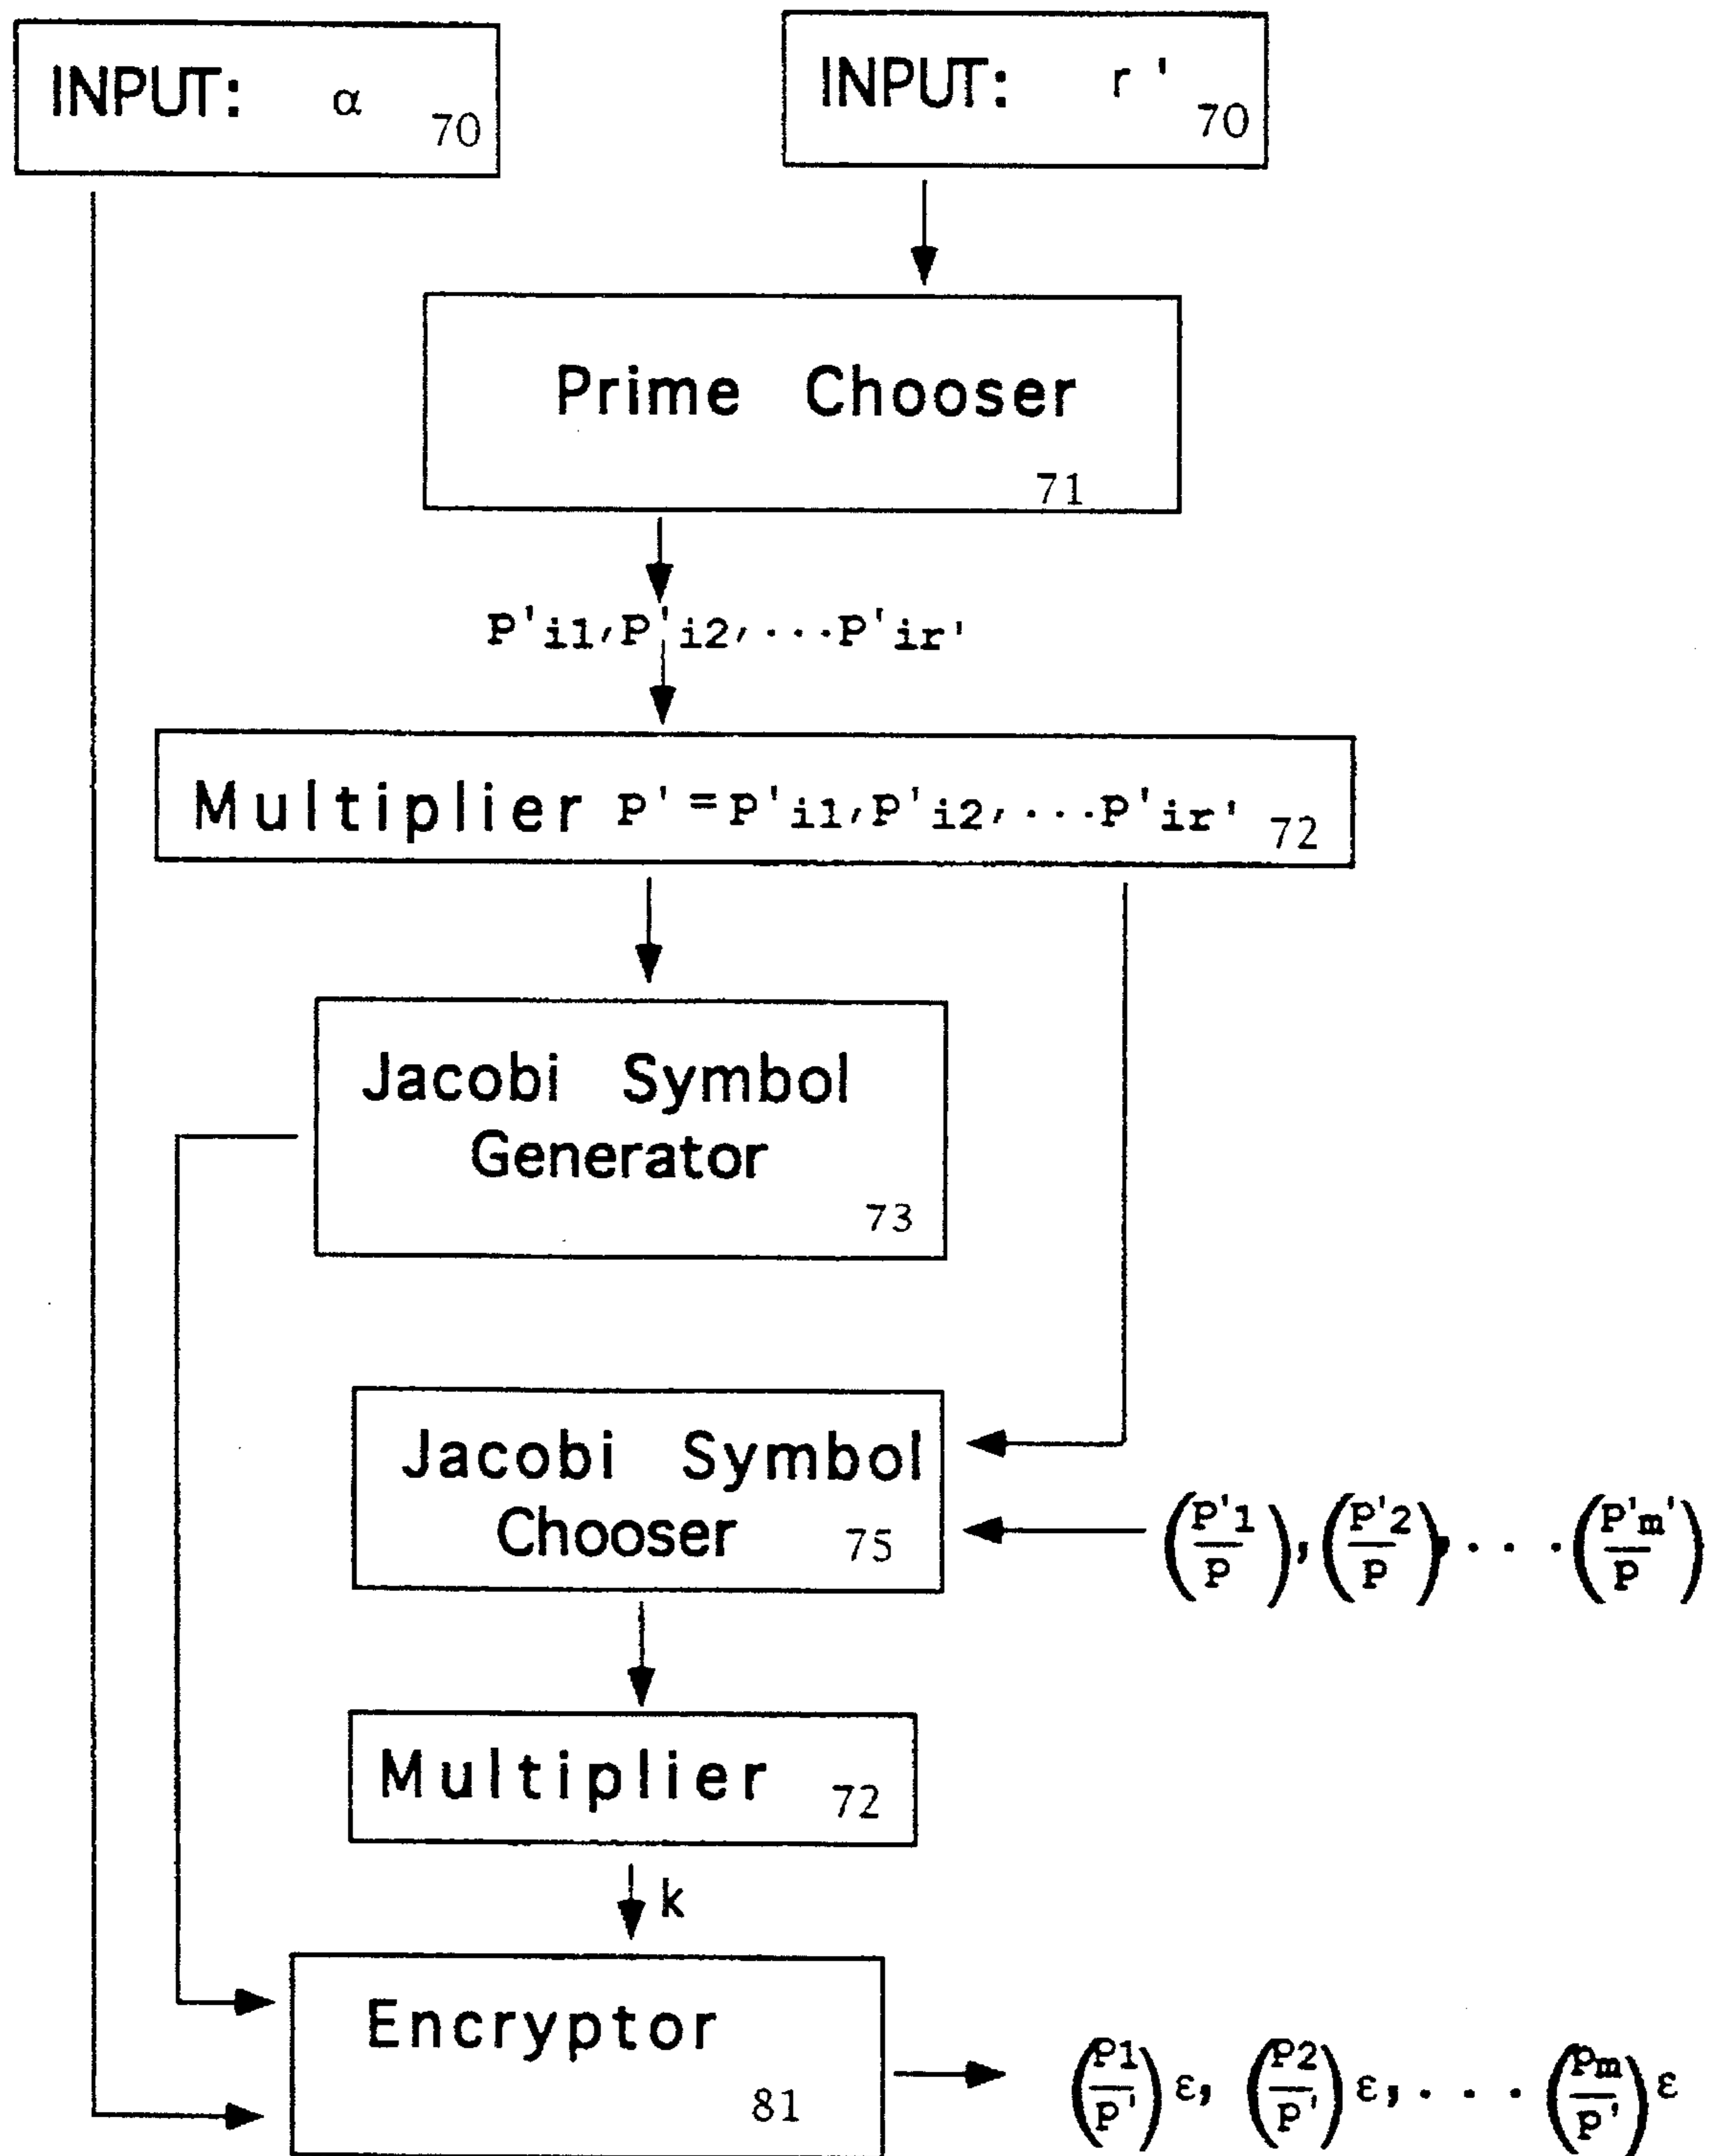 INPUT: α 70
INPUT: r' 70
Prime Chooser
71
P'i1,P'i2,...P'ir'
Multiplier P'=P'i1,P'i2,...P'ir' 72
Jacobi Symbol
Generator
73
Jacobi Symbol
Chooser 75
(P'1/P), (P'2/P), . . . (P'm'/P)
Multiplier 72
k
Encryptor
81
(P1/P')ε, (P2/P')ε, . . . (Pm/P')ε